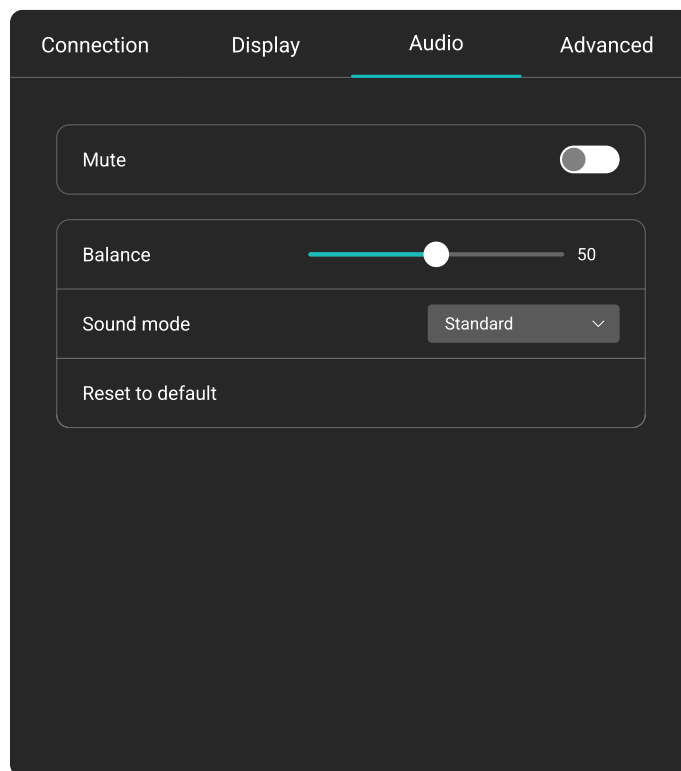 Connection Display Audio Advanced
Mute
Balance 50
Sound mode Standard
Reset to default